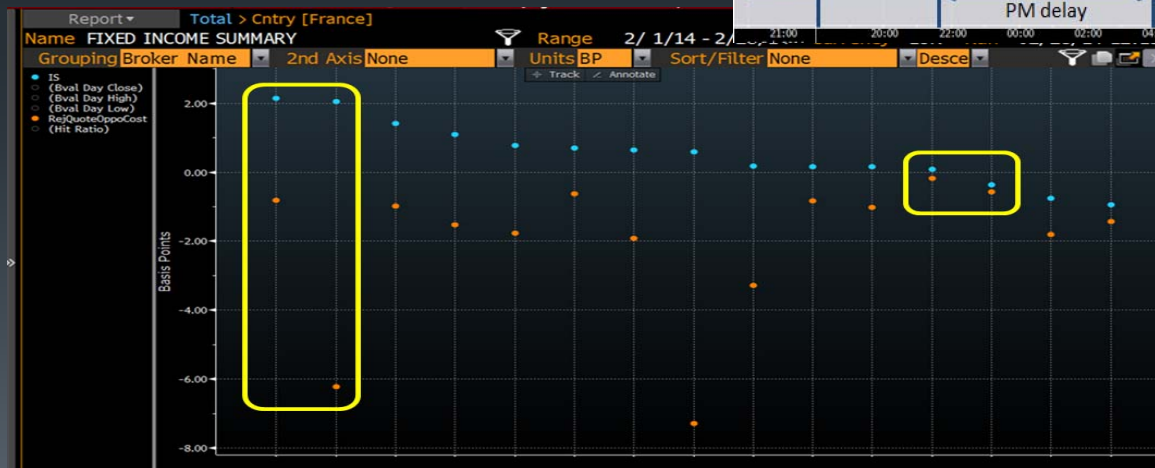 PM delay
21:00 20:00 22:00 00:00 02:00 04
Report Total > Cntry [France]
Name FIXED INCOME SUMMARY Range 2/ 1/14 - 2/
Grouping Broker Name 2nd Axis None Units BP Sort/Filter None Desce
+ Track Annotate
IS
(Bval Day Close)
(Bval Day High)
(Bval Day Low)
RejQuoteOppoCost
(Hit Ratio)
2.00
0.00
-2.00
-4.00
-6.00
-8.00
Basis Points